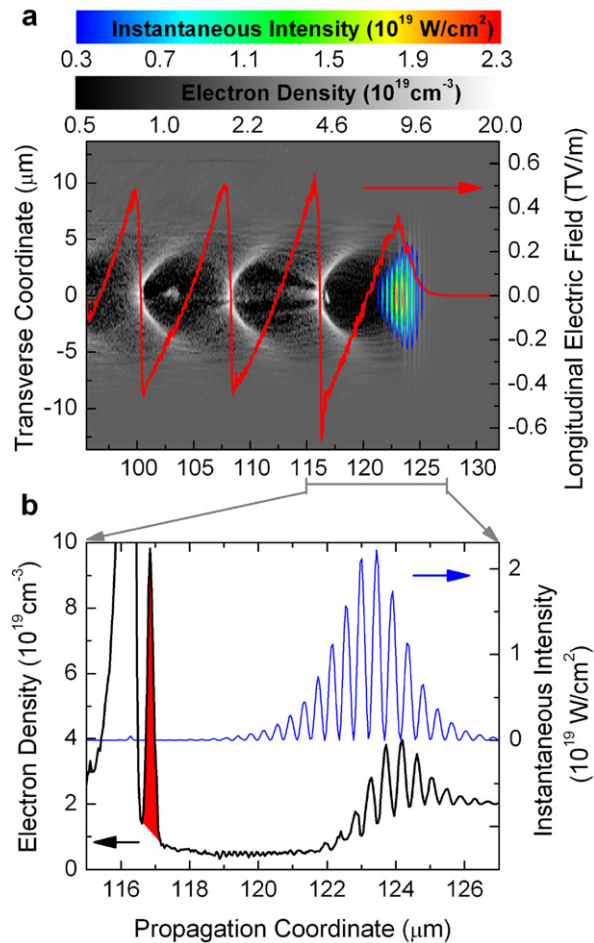 a
Instantaneous Intensity (10¹⁹ W/cm²)
0.3 0.7 1.1 1.5 1.9 2.3
Electron Density (10¹⁹cm⁻³)
0.5 1.0 2.2 4.6 9.6 20.0
Transverse Coordinate (μm)
10
5
0
-5
-10
0.6
0.4
0.2
0.0
-0.2
-0.4
-0.6
Longitudinal Electric Field (TV/m)
100 105 110 115 120 125 130
b
Electron Density (10¹⁹cm⁻³)
10
8
6
4
2
0
2
1
0
Instantaneous Intensity
(10¹⁹ W/cm²)
116 118 120 122 124 126
Propagation Coordinate (μm)